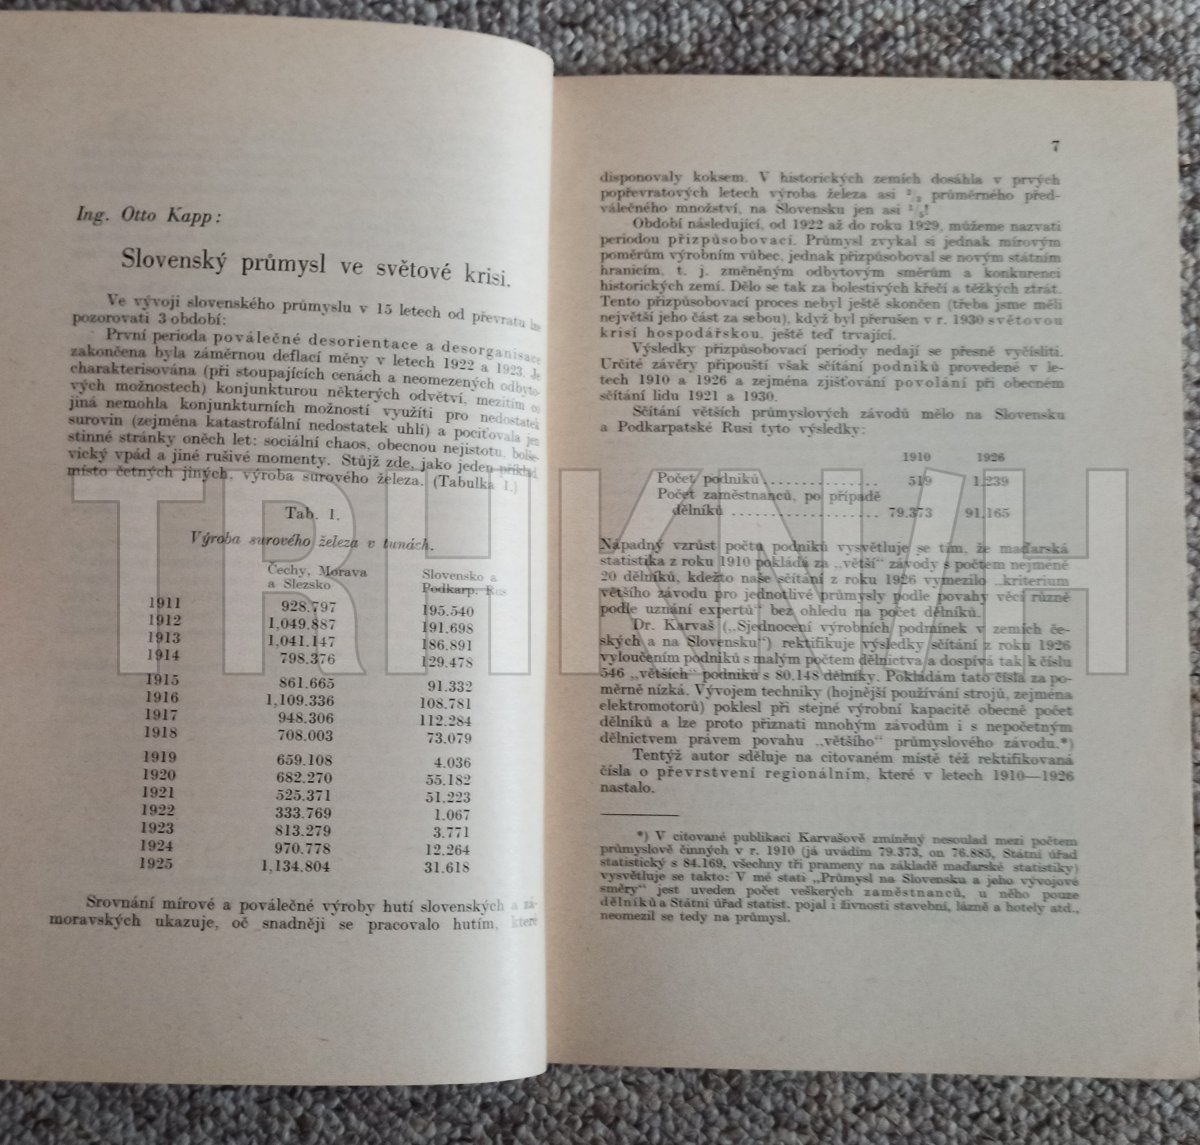 Ing. Otto Kapp:
Slovenský průmysl ve světové krisi.
Ve vývoji slovenského průmyslu v 15 letech od převratu lze
pozorovati 3 období:
První perioda poválečné desorientace a desorganisace
zakončena byla záměrnou deflací měny v letech 1922 a 1923. Je
charakterisována (při stoupajících cenách a neomezených odbyto-
vých možnostech) konjunkturou některých odvětví, mezitím co
jiná nemohla konjunkturních možností využíti pro nedostatek
surovin (zejména katastrofální nedostatek uhlí) a pociťovala jen
stinné stránky oněch let: sociální chaos, obecnou nejistotu, bolše-
vický vpád a jiné rušivé momenty. Stůjž zde, jako jeden příklad
místo četných jiných, výroba surového železa. (Tabulka I.)
Tab. I.
Výroba surového železa v tunách.
Čechy, Morava
a Slezsko
Slovensko a
Podkarp. Rus
1911 928.797 195.540
1912 1,049.887 191.698
1913 1,041.147 186.891
1914 798.376 129.478
1915 861.665 91.332
1916 1,109.336 108.781
1917 948.306 112.284
1918 708.003 73.079
1919 659.108 4.036
1920 682.270 55.182
1921 525.371 51.223
1922 333.769 1.067
1923 813.279 3.771
1924 970.778 12.264
1925 1,134.804 31.618
Srovnání mírové a poválečné výroby hutí slovenských a zá-
moravských ukazuje, oč snadněji se pracovalo hutím, které
7
disponovaly koksem. V historických zemích dosáhla v prvých
popřevratových letech výroba železa asi průměrného před-
válečného množství, na Slovensku jen asi
Období následující, od 1922 až do roku 1929, můžeme nazvati
periodou přizpůsobovací. Průmysl zvykal si jednak mírovým
poměrům výrobním vůbec, jednak přizpůsoboval se novým státním
hranicím, t. j. změněným odbytovým směrům a konkurenci
historických zemí. Dělo se tak za bolestivých křečí a těžkých ztrát.
Tento přizpůsobovací proces nebyl ještě skončen (třeba jsme měli
největší jeho část za sebou), když byl přerušen v r. 1930 světovou
krisí hospodářskou, ještě teď trvající.
Výsledky přizpůsobovací periody nedají se přesně vyčísliti.
Určité závěry připouští však sčítání podniků provedené v le-
tech 1910 a 1926 a zejména zjišťování povolání při obecném
sčítání lidu 1921 a 1930.
Sčítání větších průmyslových závodů mělo na Slovensku
a Podkarpatské Rusi tyto výsledky:
1910 1926
Počet podniků............... 519 1.239
Počet zaměstnanců, po případě
dělníků .................... 79.373 91.165
Nápadný vzrůst počtu podniků vysvětluje se tím, že maďarská
statistika z roku 1910 pokládá za „větší“ závody s počtem nejméně
20 dělníků, kdežto naše sčítání z roku 1926 vymezilo „kriterium
většího závodu pro jednotlivé průmysly podle povahy věci různě
podle uznání expertů“ bez ohledu na počet dělníků.
Dr. Karvaš („Sjednocení výrobních podmínek v zemích če-
ských a na Slovensku“) rektifikuje výsledky sčítání z roku 1926
vyloučením podniků s malým počtem dělnictva a dospívá tak k číslu
546 „větších“ podniků s 80.148 dělníky. Pokládám tato čísla za po-
měrně nízká. Vývojem techniky (hojnější používání strojů, zejména
elektromotorů) poklesl při stejné výrobní kapacitě obecně počet
dělníků a lze proto přiznati mnohým závodům i s nepočetným
dělnictvem právem povahu „většího“ průmyslového závodu.*)
Tentýž autor sděluje na citovaném místě též rektifikovaná
čísla o převrstvení regionálním, které v letech 1910—1926
nastalo.
*) V citované publikaci Karvašově zmíněný nesoulad mezi počtem
průmyslově činných v r. 1910 (já uvádím 79.373, on 76.885, Státní úřad
statistický s 84.169, všechny tři prameny na základě maďarské statistiky)
vysvětluje se takto: V mé stati „Průmysl na Slovensku a jeho vývojové
směry“ jest uveden počet veškerých zaměstnanců, u něho pouze
dělníků a Státní úřad statist. pojal i živnosti stavební, lázně a hotely atd.,
neomezil se tedy na průmysl.
TRHKNIH